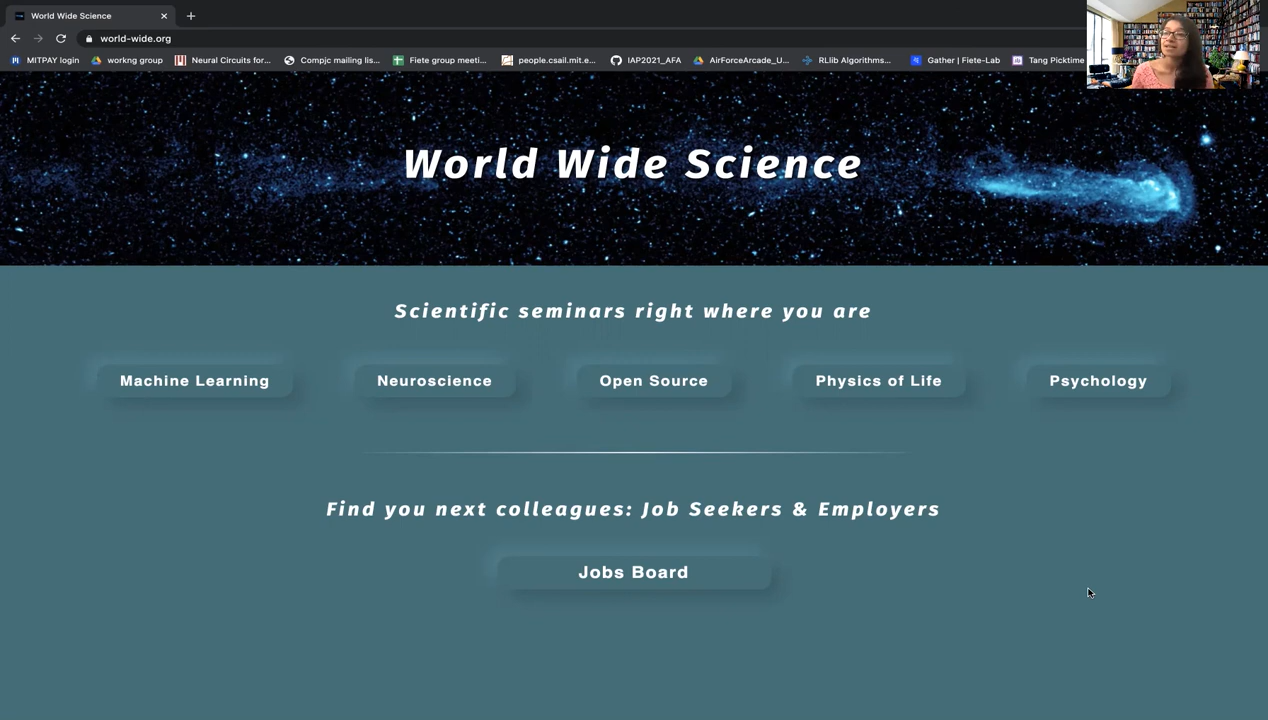 World Wide Science
world-wide.org
MITPAY login
workng group
Neural Circuits for...
Compjc mailing lis...
Fiete group meeti...
people.csail.mit.e...
IAP2021_AFA
AirForceArcade_U...
RLlib Algorithms...
Gather | Fiete-Lab
Tang Picktime
World Wide Science
Scientific seminars right where you are
Machine Learning
Neuroscience
Open Source
Physics of Life
Psychology
Find you next colleagues: Job Seekers & Employers
Jobs Board